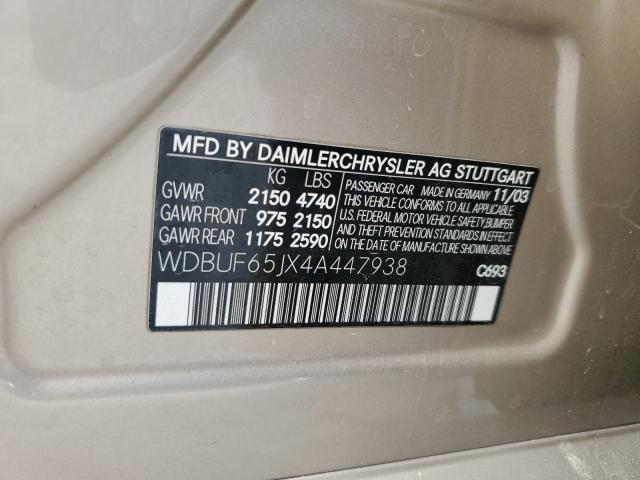 MFD BY DAIMLERCHRYSLER AG STUTTGART
KG LBS
GVWR 2150 4740
GAWR FRONT 975 2150
GAWR REAR 1175 2590
PASSENGER CAR MADE IN GERMANY 11/03
THIS VEHICLE CONFORMS TO ALL APPLICABLE
U.S. FEDERAL MOTOR VEHICLE SAFETY, BUMPER
AND THEFT PREVENTION STANDARDS IN EFFECT
ON THE DATE OF MANUFACTURE SHOWN ABOVE
WDBUF65JX4A447938
C693